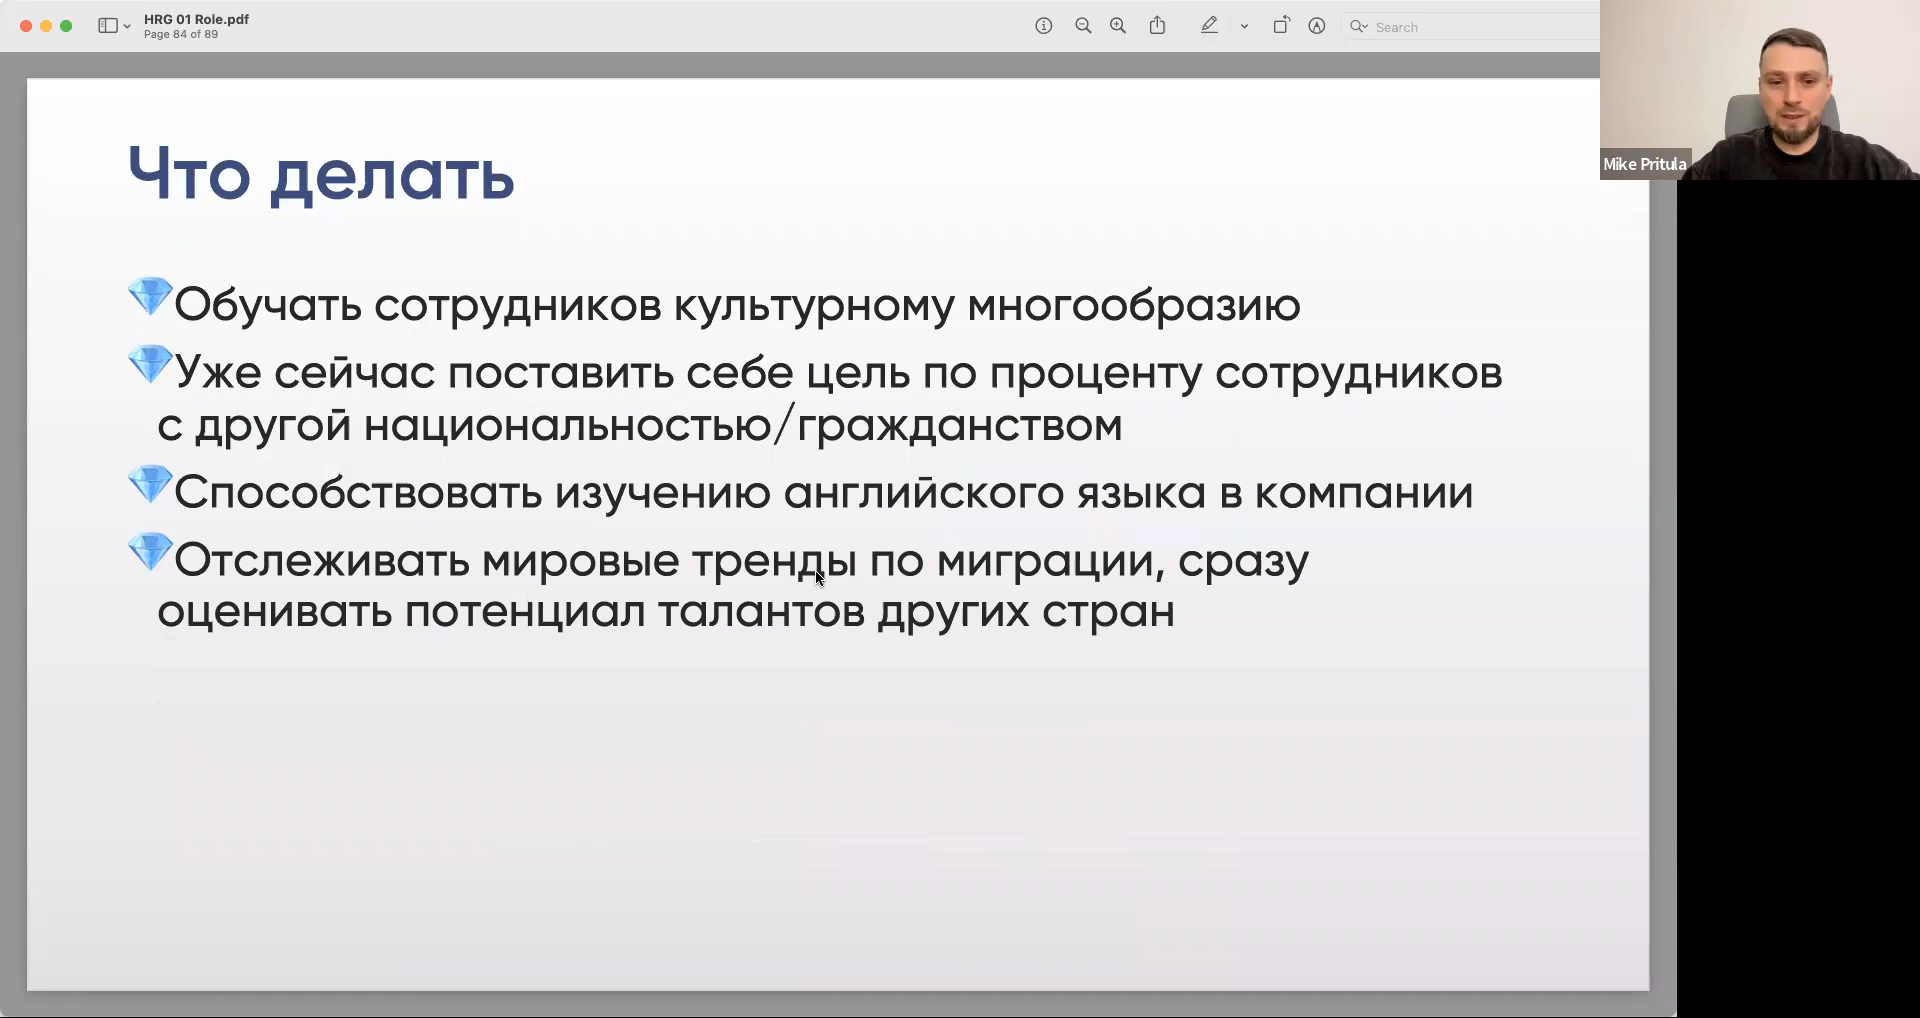 HRG 01 Role.pdf
Page 84 of 89
Search
Mike Pritula
Что делать
Обучать сотрудников культурному многообразию
Уже сейчас поставить себе цель по проценту сотрудников
с другой национальностью/гражданством
Способствовать изучению английского языка в компании
Отслеживать мировые тренды по миграции, сразу
оценивать потенциал талантов других стран